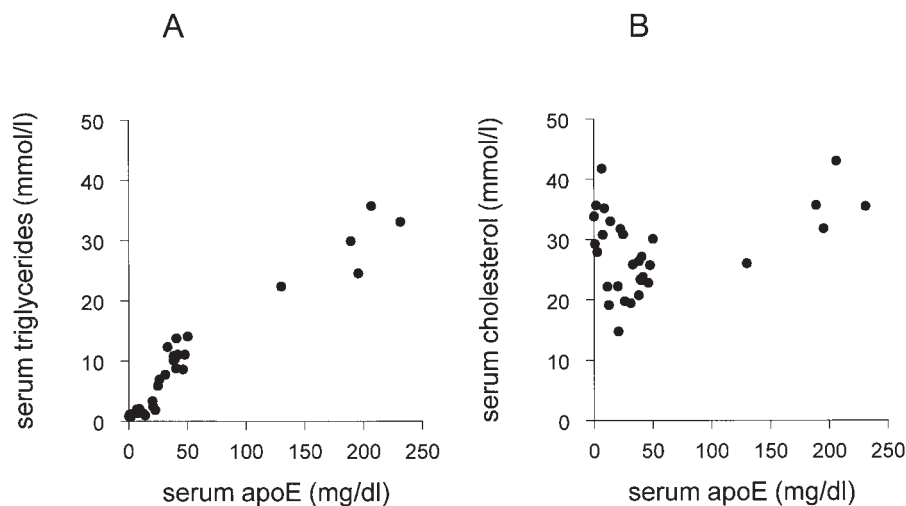 A
serum triglycerides (mmol/l)
50
40
30
20
10
0
0 50 100 150 200 250
serum apoE (mg/dl)
B
serum cholesterol (mmol/l)
50
40
30
20
10
0
0 50 100 150 200 250
serum apoE (mg/dl)